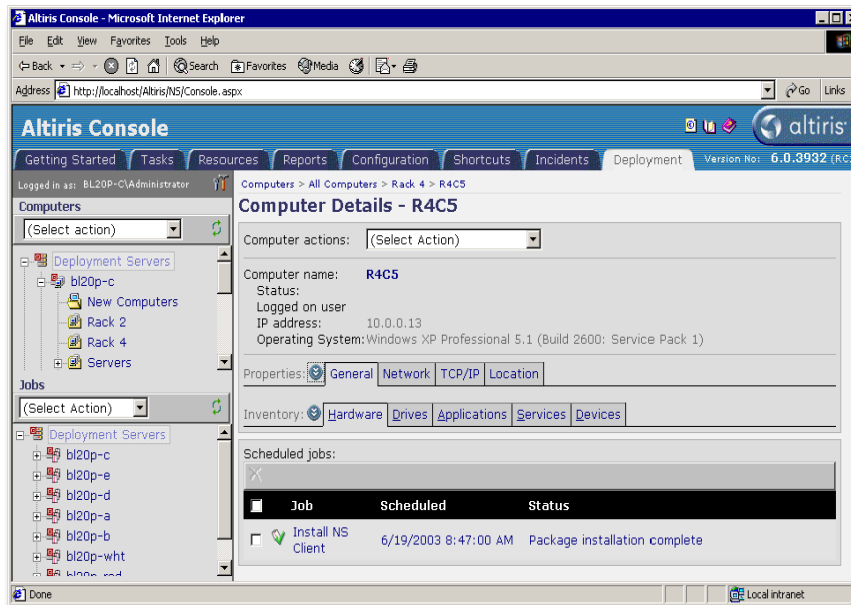 Altiris Console - Microsoft Internet Explorer
File Edit View Favorites Tools Help
Back Search Favorites Media
Address http://localhost/Altiris/NS/Console.aspx Go Links
Altiris Console
altiris
Getting Started Tasks Resources Reports Configuration Shortcuts Incidents Deployment Version No: 6.0.3932 (RC
Logged in as: BL20P-C\Administrator
Computers > All Computers > Rack 4 > R4C5
Computers
Computer Details - R4C5
(Select action)
Computer actions: (Select Action)
Deployment Servers
bl20p-c
New Computers
Rack 2
Rack 4
Servers
Computer name: R4C5
Status:
Logged on user
IP address: 10.0.0.13
Operating System: Windows XP Professional 5.1 (Build 2600: Service Pack 1)
Properties: General Network TCP/IP Location
Jobs
(Select Action)
Inventory: Hardware Drives Applications Services Devices
Deployment Servers
bl20p-c
bl20p-e
bl20p-d
bl20p-a
bl20p-b
bl20p-wht
Scheduled jobs:
Job Scheduled Status
Install NS Client 6/19/2003 8:47:00 AM Package installation complete
Done
Local intranet